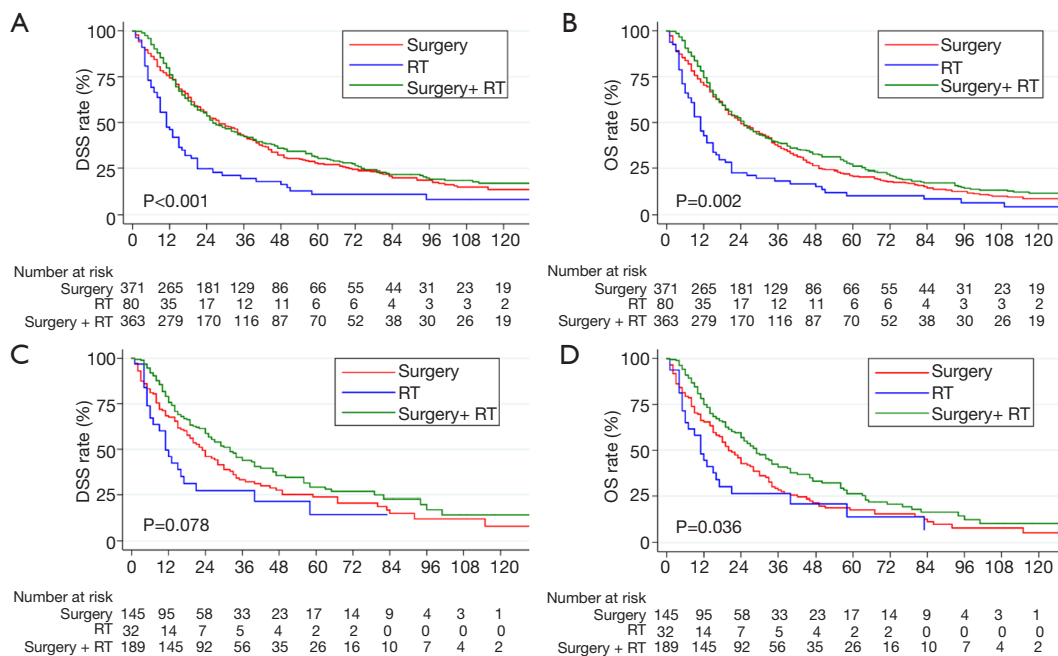 A
DSS rate (%)
100
75
50
25
0
Surgery
RT
Surgery+ RT
P<0.001
0 12 24 36 48 60 72 84 96 108 120
Number at risk
Surgery 371 265 181 129 86 66 55 44 31 23 19
RT 80 35 17 12 11 6 6 4 3 3 2
Surgery + RT 363 279 170 116 87 70 52 38 30 26 19
B
OS rate (%)
100
75
50
25
0
Surgery
RT
Surgery+ RT
P=0.002
0 12 24 36 48 60 72 84 96 108 120
Number at risk
Surgery 371 265 181 129 86 66 55 44 31 23 19
RT 80 35 17 12 11 6 6 4 3 3 2
Surgery + RT 363 279 170 116 87 70 52 38 30 26 19
C
DSS rate (%)
100
75
50
25
0
Surgery
RT
Surgery+ RT
P=0.078
0 12 24 36 48 60 72 84 96 108 120
Number at risk
Surgery 145 95 58 33 23 17 14 9 4 3 1
RT 32 14 7 5 4 2 2 0 0 0 0
Surgery + RT 189 145 92 56 35 26 16 10 7 4 2
D
OS rate (%)
100
75
50
25
0
Surgery
RT
Surgery+ RT
P=0.036
0 12 24 36 48 60 72 84 96 108 120
Number at risk
Surgery 145 95 58 33 23 17 14 9 4 3 1
RT 32 14 7 5 4 2 2 0 0 0 0
Surgery + RT 189 145 92 56 35 26 16 10 7 4 2